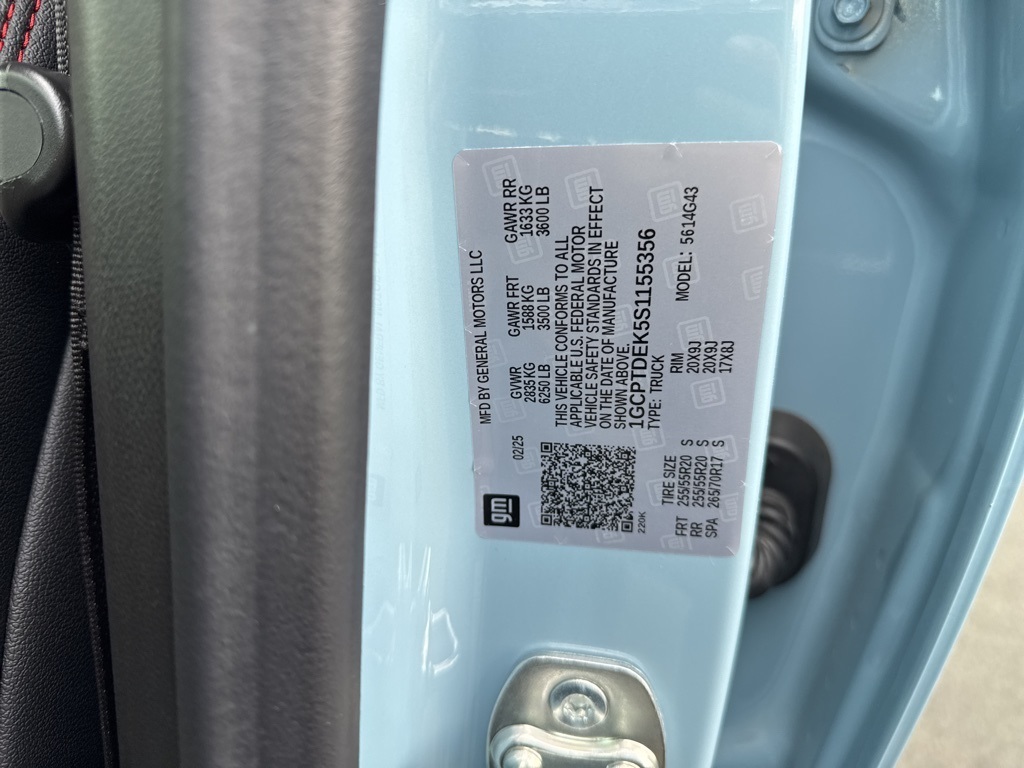 gm
MFD BY GENERAL MOTORS LLC
02/25
GVWR GAWR FRT GAWR RR
2835 KG 1588 KG 1633 KG
6250 LB 3500 LB 3600 LB
THIS VEHICLE CONFORMS TO ALL
APPLICABLE U.S. FEDERAL MOTOR
VEHICLE SAFETY STANDARDS IN EFFECT
ON THE DATE OF MANUFACTURE
SHOWN ABOVE.
1GCPTDEK5S1155356
220K
TYPE: TRUCK MODEL: 5614G43
TIRE SIZE RIM
FRT 255/55R20 S 20X9J
RR 255/55R20 S 20X9J
SPA 265/70R17 S 17X8J